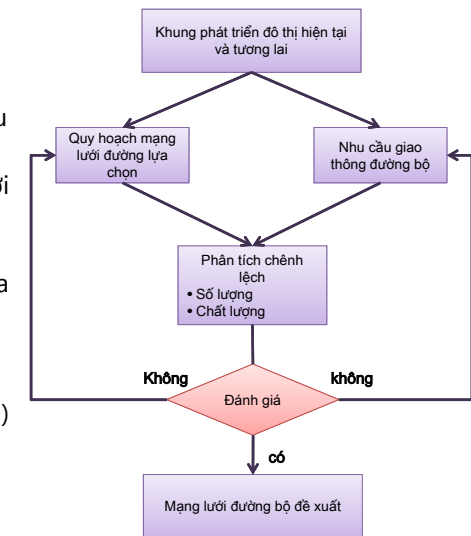 Khung phát triển đô thị hiện tại
và tương lai
Quy hoạch mạng
lưới đường lựa
chọn
Nhu cầu giao
thông đường bộ
Phân tích chênh
lệch
• Số lượng
• Chất lượng
Không
không
Đánh giá
có
Mạng lưới đường bộ đề xuất